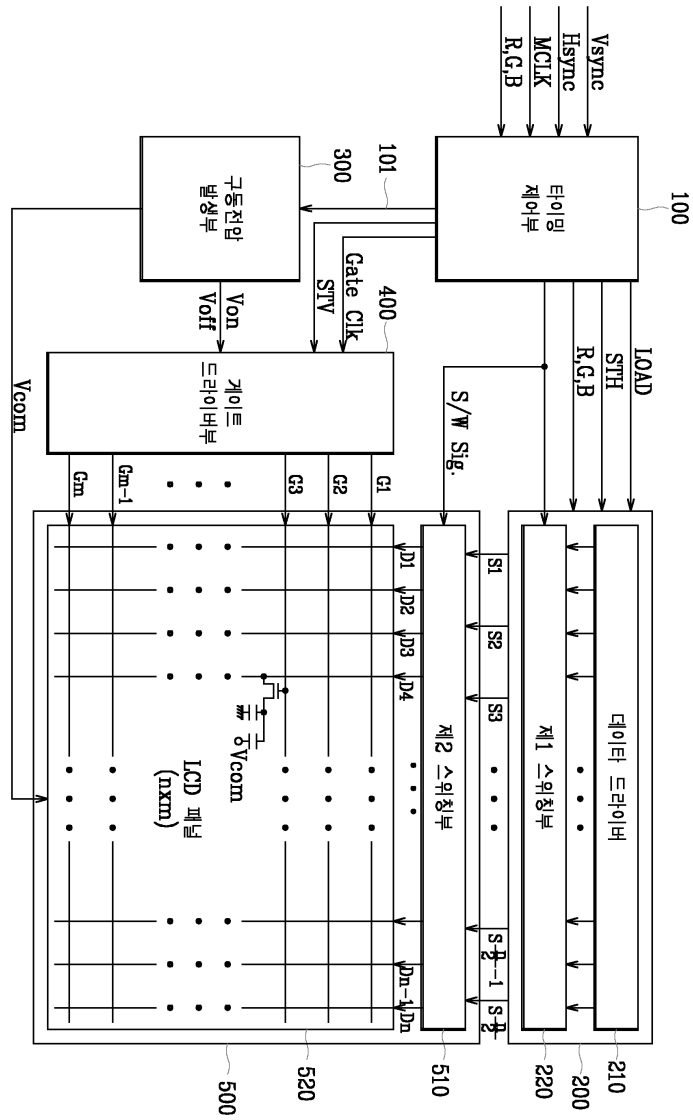 Vsync
Hsync
MCLK
R,G,B
100
타이밍
제어부
LOAD
STH
R,G,B
101
300
구동전압
발생부
Gate Clk
STV
Von
Voff
400
게이트
드라이버부
S/W Sig.
Vcom
G1
G2
G3
Gm-1
Gm
데이타 드라이버
제1 스위칭부
S1
S2
S3
S n/2 -1
S n/2
제2 스위칭부
D1
D2
D3
D4
Dn-1
Dn
Vcom
LCD 패널
(nxm)
210
200
220
510
520
500